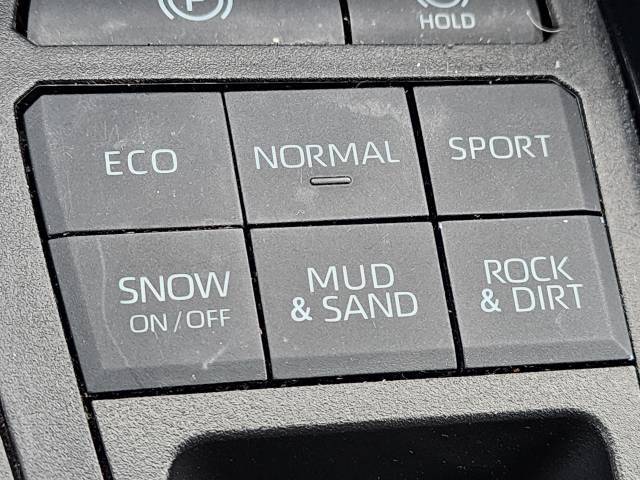 P
HOLD
ECO
NORMAL
SPORT
SNOW
ON / OFF
MUD
& SAND
ROCK
& DIRT